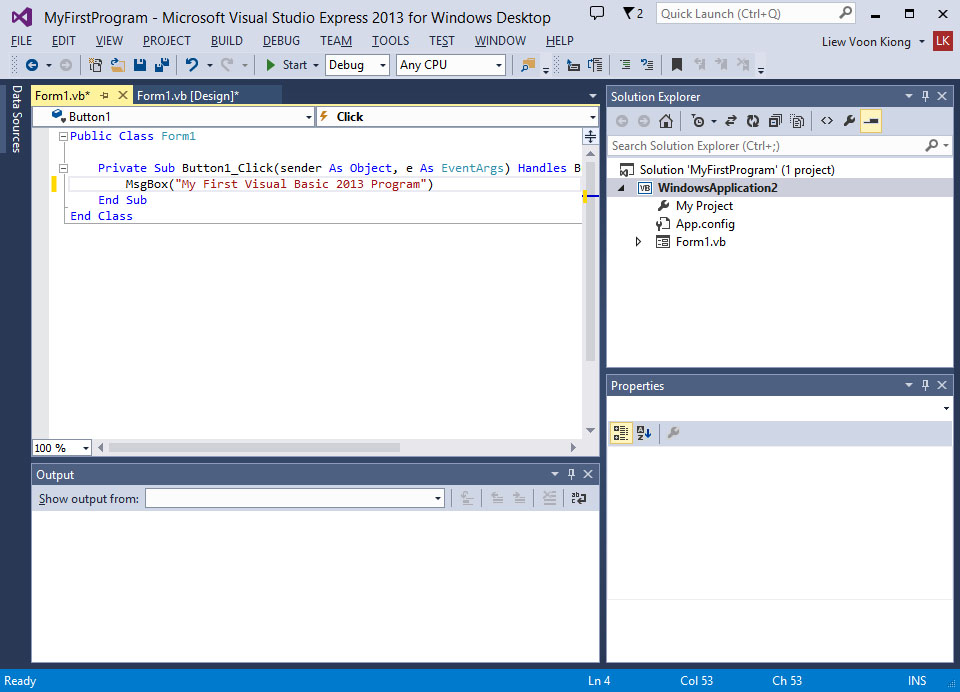 MyFirstProgram - Microsoft Visual Studio Express 2013 for Windows Desktop
2
Quick Launch (Ctrl+Q)
FILE EDIT VIEW PROJECT BUILD DEBUG TEAM TOOLS TEST WINDOW HELP
Liew Voon Kiong LK
Start Debug Any CPU
Data Sources
Form1.vb* Form1.vb [Design]*
Button1 Click
Public Class Form1
Private Sub Button1_Click(sender As Object, e As EventArgs) Handles B
MsgBox("My First Visual Basic 2013 Program")
End Sub
End Class
100 %
Output
Show output from:
Solution Explorer
Search Solution Explorer (Ctrl+;)
Solution 'MyFirstProgram' (1 project)
VB WindowsApplication2
My Project
App.config
Form1.vb
Properties
Ready Ln 4 Col 53 Ch 53 INS